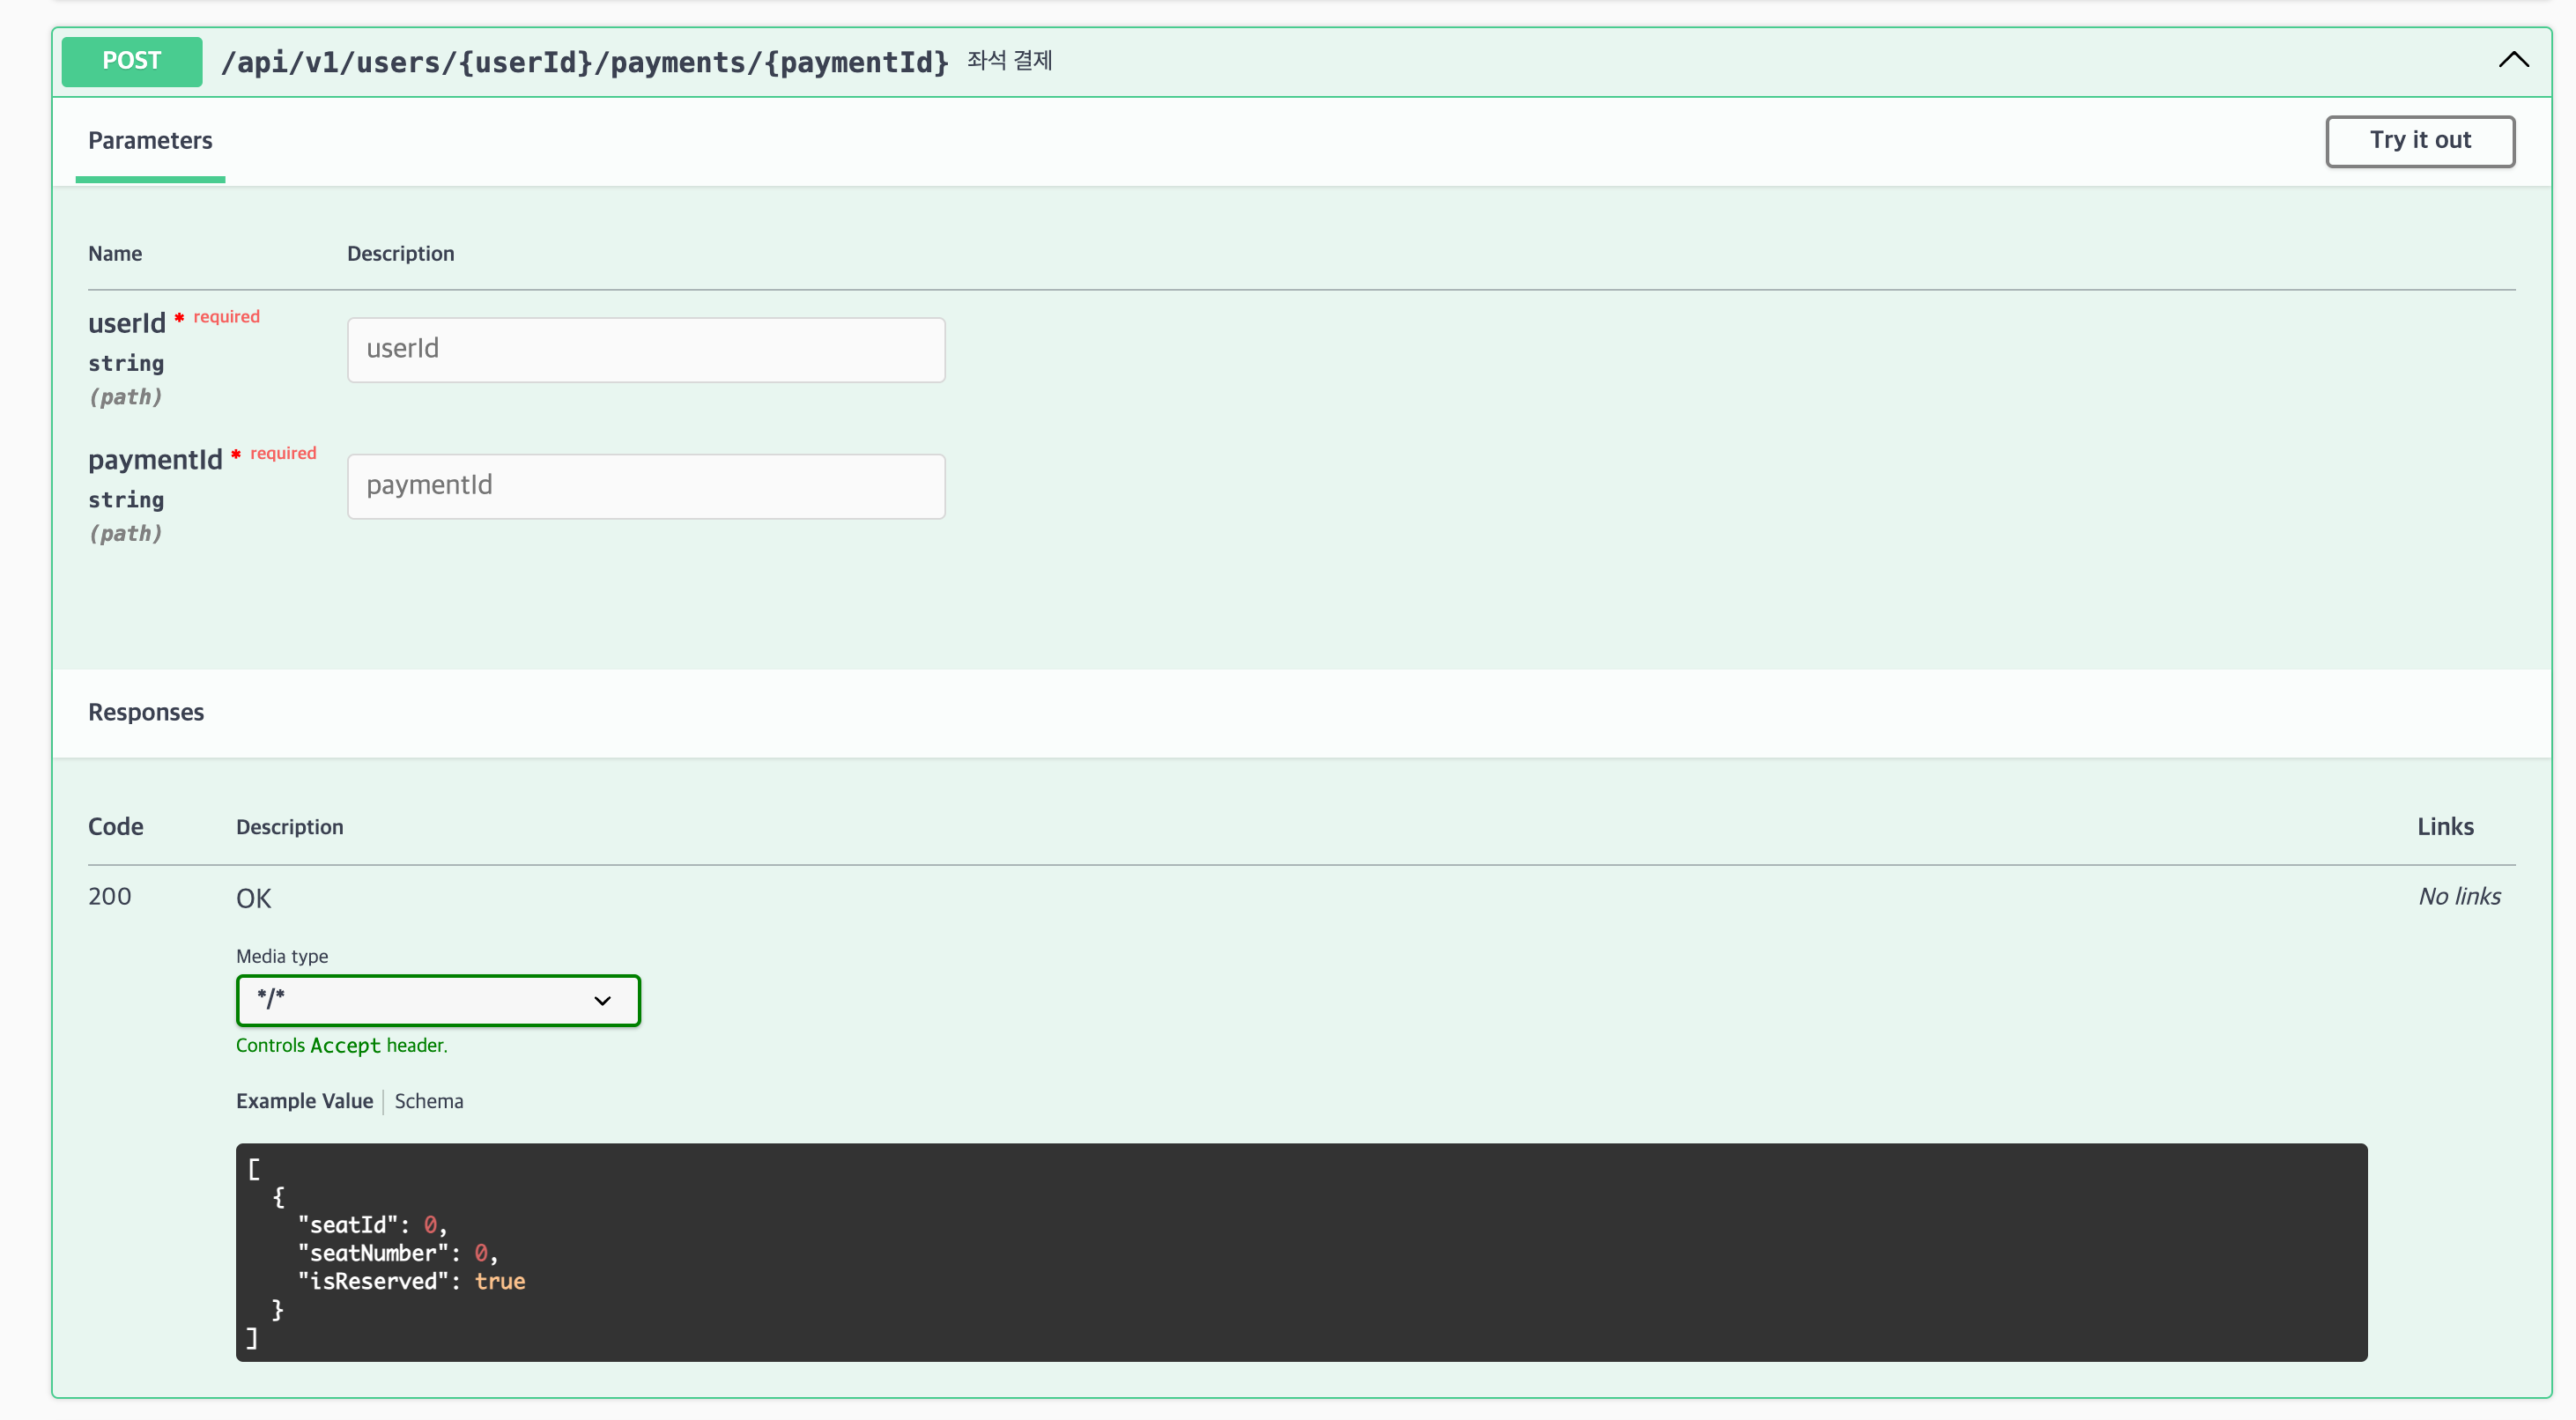 POST /api/v1/users/{userId}/payments/{paymentId} 좌석 결제
Parameters
Try it out
Name Description
userId * required
string
(path)
userId
paymentId * required
string
(path)
paymentId
Responses
Code Description Links
200 OK No links
Media type
*/*
Controls Accept header.
Example Value Schema
[
  {
    "seatId": 0,
    "seatNumber": 0,
    "isReserved": true
  }
]